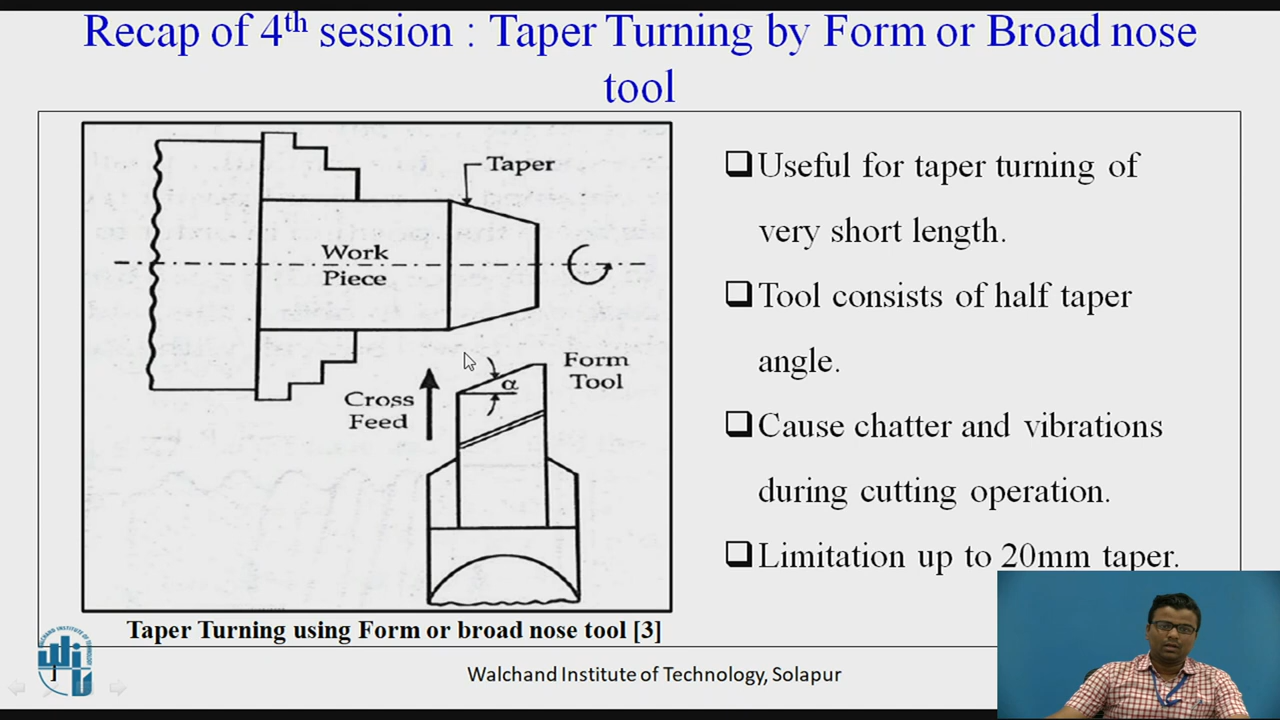 Recap of 4th session : Taper Turning by Form or Broad nose
tool
Taper
Work
Piece
Form
Tool
α
Cross
Feed
Taper Turning using Form or broad nose tool [3]
❑ Useful for taper turning of
very short length.
❑ Tool consists of half taper
angle.
❑ Cause chatter and vibrations
during cutting operation.
❑ Limitation up to 20mm taper.
Walchand Institute of Technology, Solapur